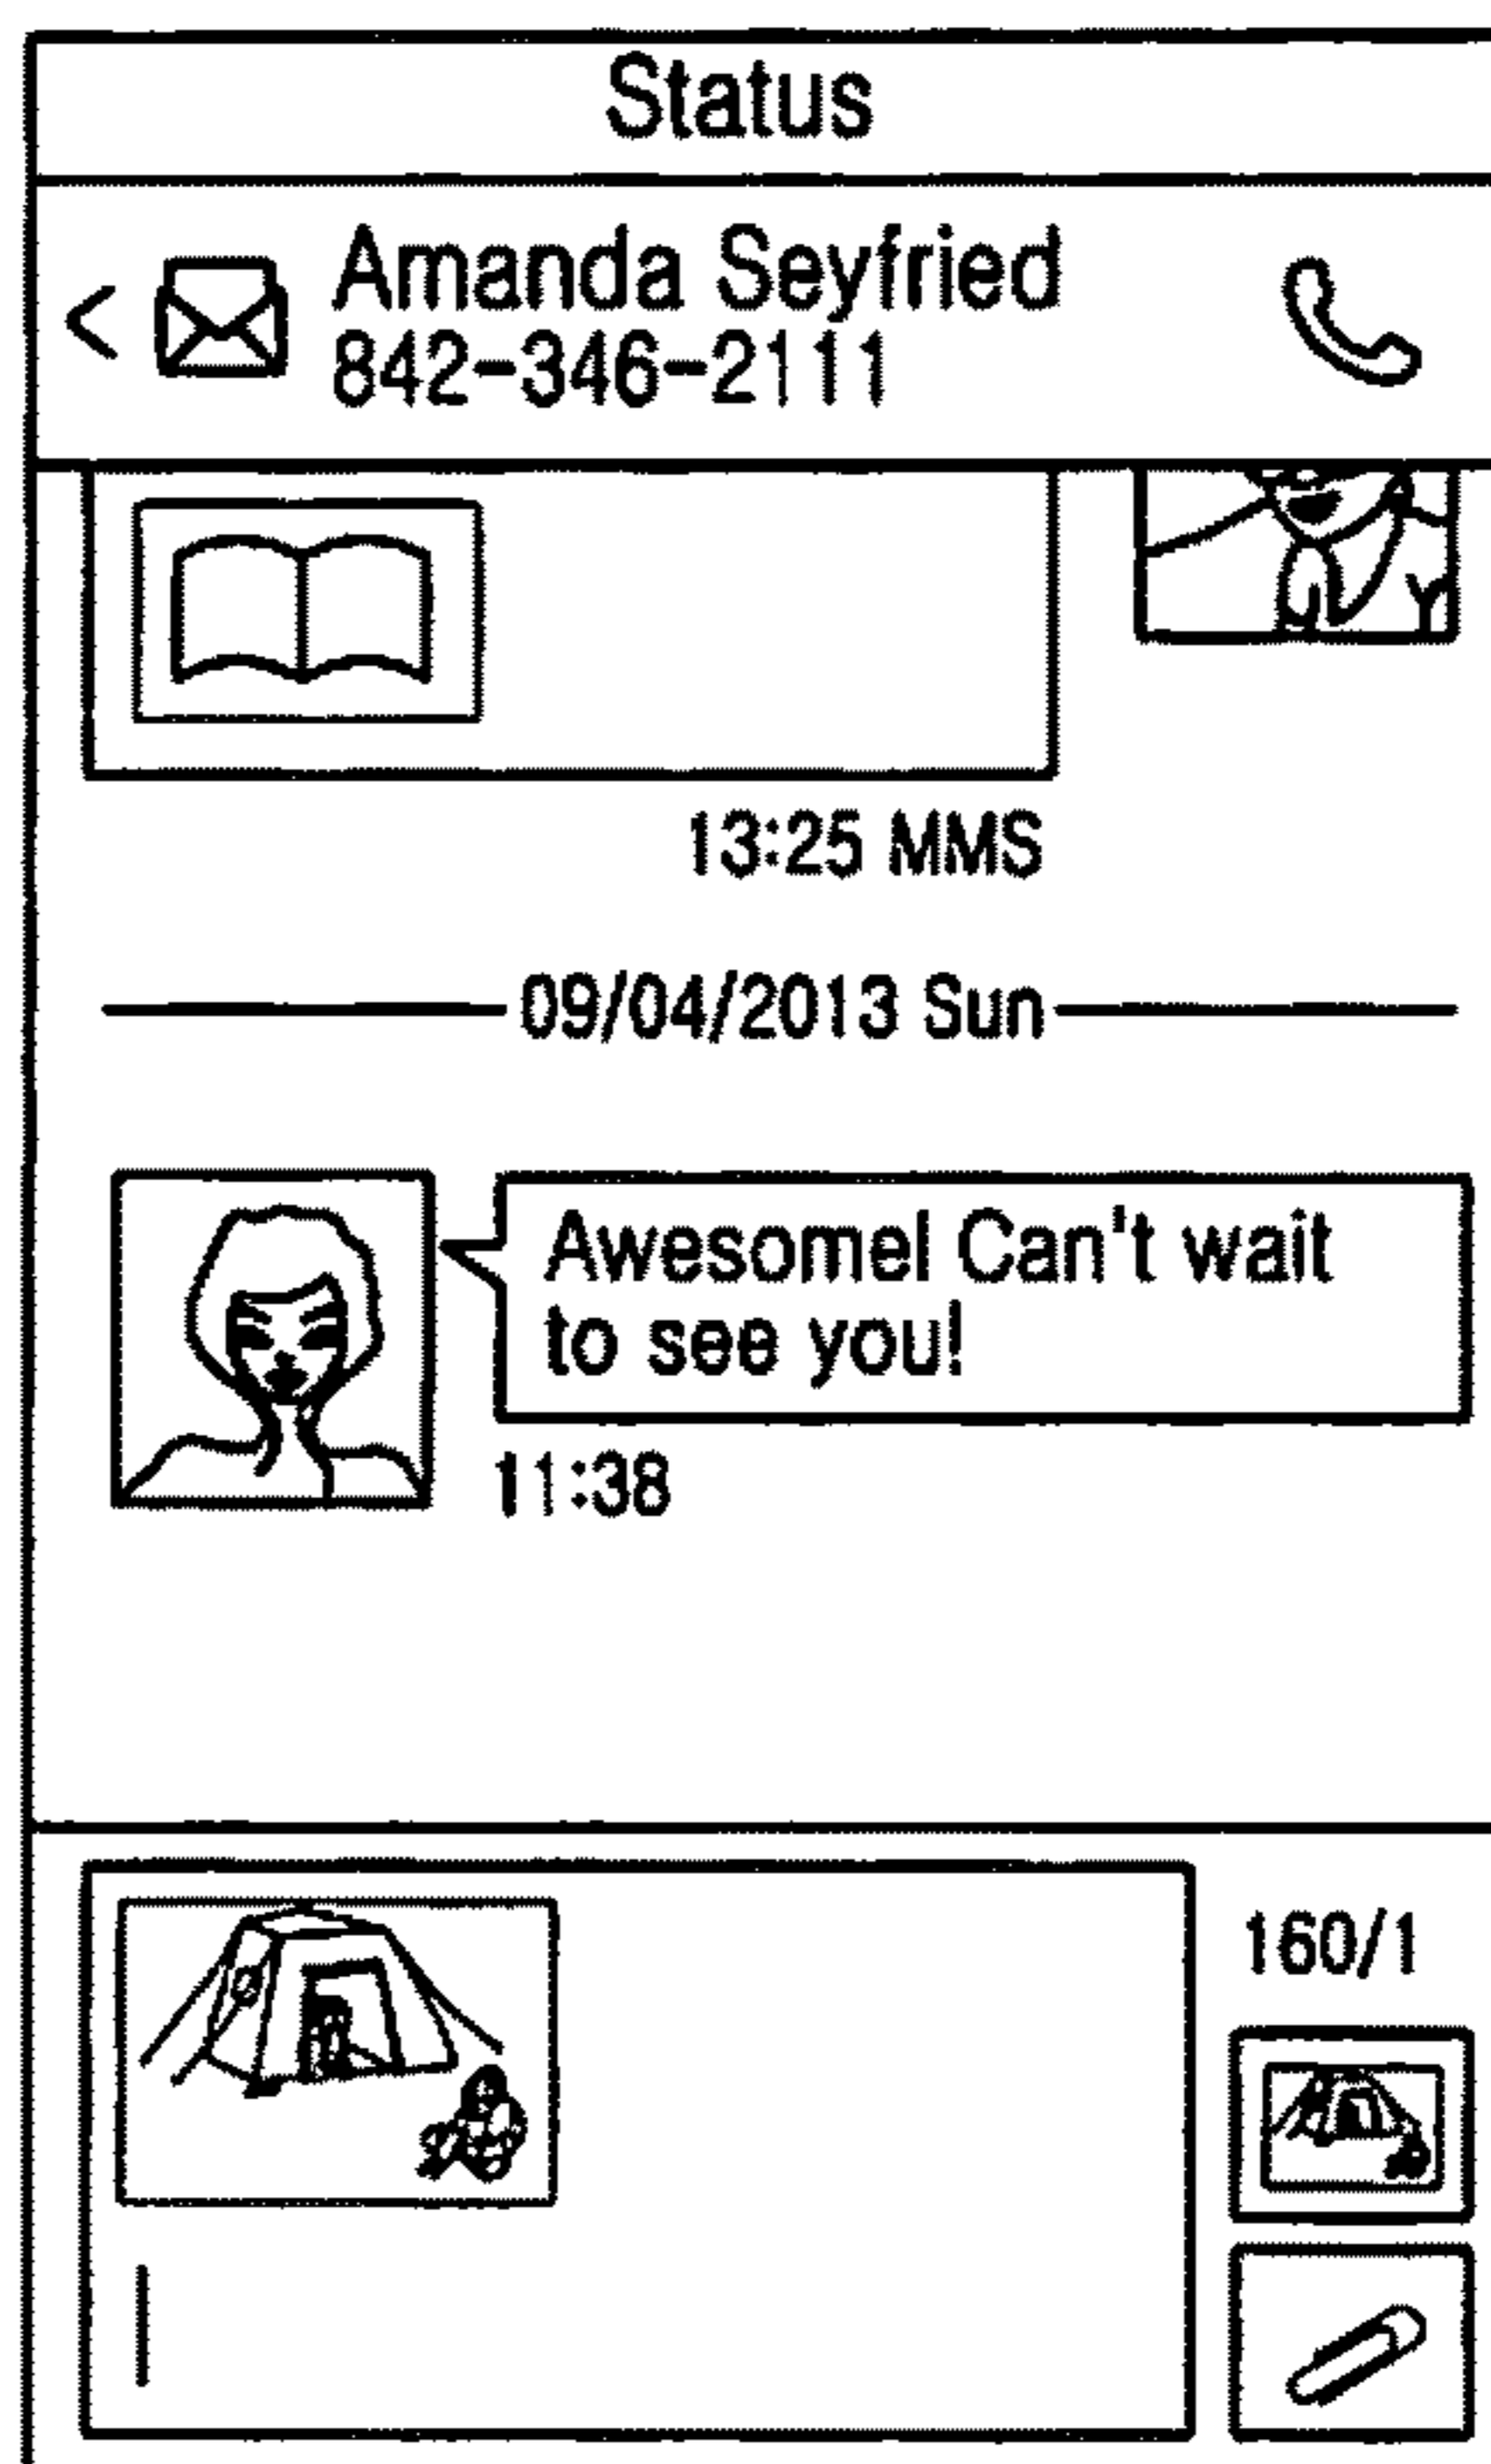 Status
Amanda Seyfried
842-346-2111
13:25 MMS
09/04/2013 Sun
Awesome! Can't wait
to see you!
11:38
160/1